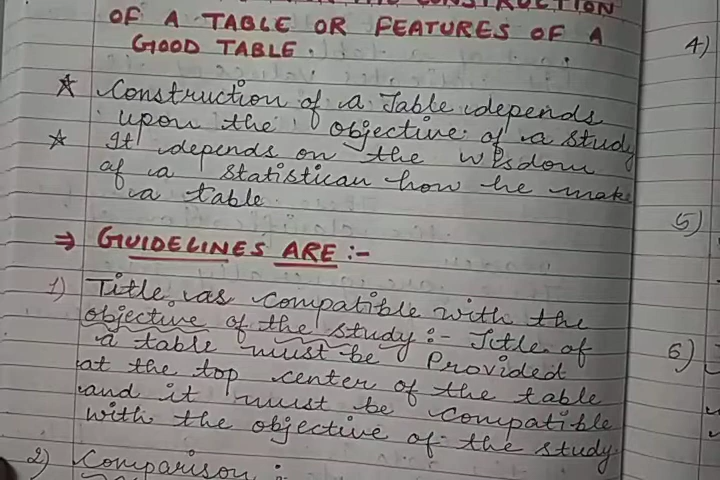 CONSTRUCTION
OF A TABLE OR FEATURES OF A
GOOD TABLE.
☆ Construction of a Table depends
upon the objective of a study
☆ It depends on the wisdom
of a statistican how he make
a table.
⇒ GUIDELINES ARE :-
1) Title as compatible with the
objective of the study :- Title of
a table must be Provided
at the top center of the table
and it must be compatible
with the objective of the study
2) Comparison :
4)
5)
6)